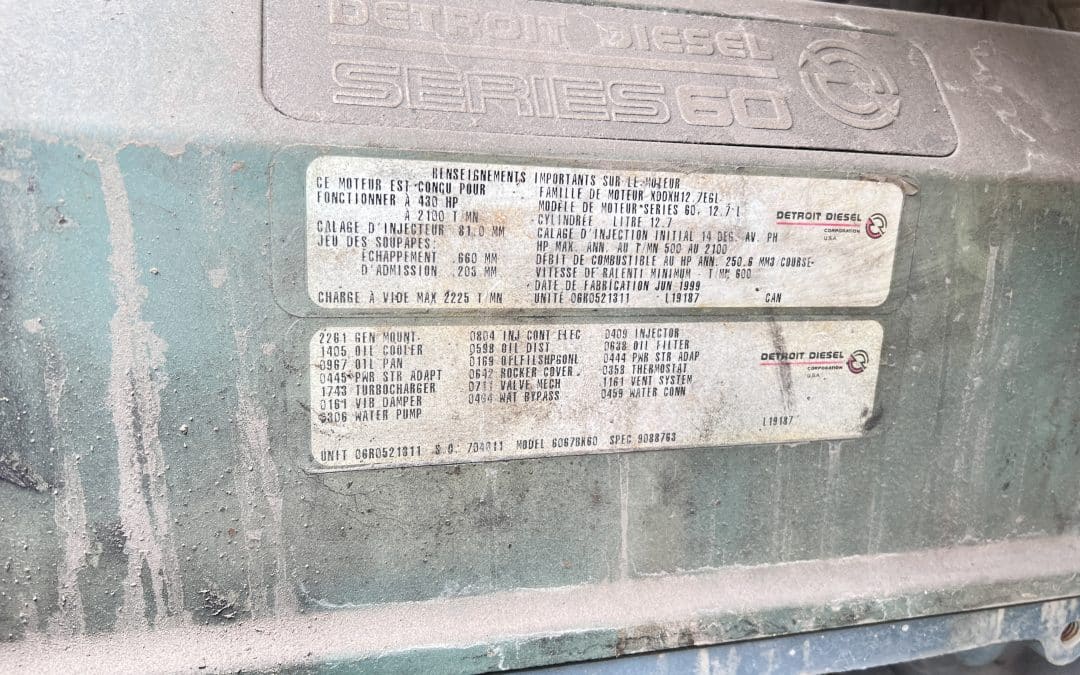 DETROIT DIESEL
SERIES 60
RENSEIGNEMENTS IMPORTANTS SUR LE MOTEUR
CE MOTEUR EST CONÇU POUR
FONCTIONNER À 430 HP
À 2100 T/MN
CALAGE D'INJECTEUR 81.0 MM
JEU DES SOUPAPES:
ÉCHAPPEMENT .660 MM
D'ADMISSION .203 MM
CHARGE À VIDE MAX 2225 T/MN
FAMILLE DE MOTEUR XDDXH12.7EGL
MODÈLE DE MOTEUR SERIES 60, 12.7 L
CYLINDRÉE - LITRE 12.7
CALAGE D'INJECTION INITIAL 14 DEG. AV. PH
HP MAX. ANN. AU T/MN 500 AU 2100
DÉBIT DE COMBUSTIBLE AU HP ANN. 250.6 MM3/COURSE
VITESSE DE RALENTI MINIMUM - T/MN 600
DATE DE FABRICATION JUN 1999
UNITÉ 06R0521311 L19187 CAN
DETROIT DIESEL
CORPORATION
U.S.A.
2261 GEN MOUNT.
1405 OIL COOLER
0967 OIL PAN
0445 PWR STR ADAPT
1743 TURBOCHARGER
0161 VIB DAMPER
0306 WATER PUMP
0804 INJ CONT ELEC
0598 OIL DIST.
0169 OFLFILSHPGONL
0642 ROCKER COVER
0711 VALVE MECH
0494 WAT BYPASS
0409 INJECTOR
0638 OIL FILTER
0444 PWR STR ADAP
0358 THERMOSTAT
1161 VENT SYSTEM
0459 WATER CONN
DETROIT DIESEL
CORPORATION
U.S.A.
L19187
UNIT 06R0521311 S.O.: 704011 MODEL 6067BK60 SPEC 9088763